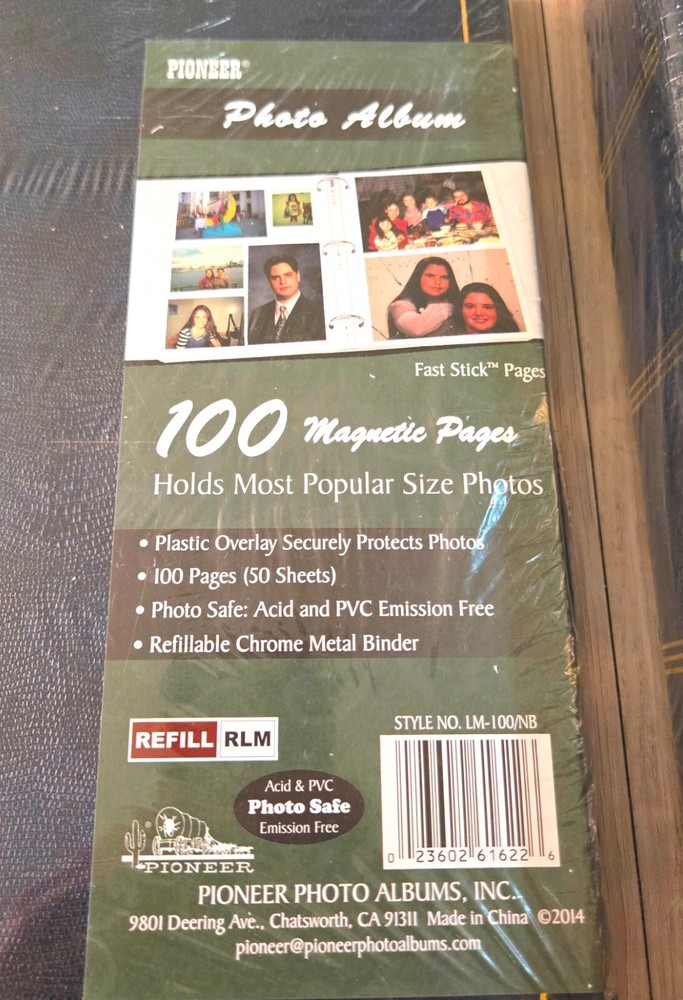 PIONEER®
Photo Album
Fast Stick™ Pages
100 Magnetic Pages
Holds Most Popular Size Photos
• Plastic Overlay Securely Protects Photos
• 100 Pages (50 Sheets)
• Photo Safe: Acid and PVC Emission Free
• Refillable Chrome Metal Binder
REFILL RLM
STYLE NO. LM-100/NB
Acid & PVC
Photo Safe
Emission Free
0 23602 61622 6
PIONEER
PIONEER PHOTO ALBUMS, INC.
9801 Deering Ave., Chatsworth, CA 91311 Made in China ©2014
pioneer@pioneerphotoalbums.com